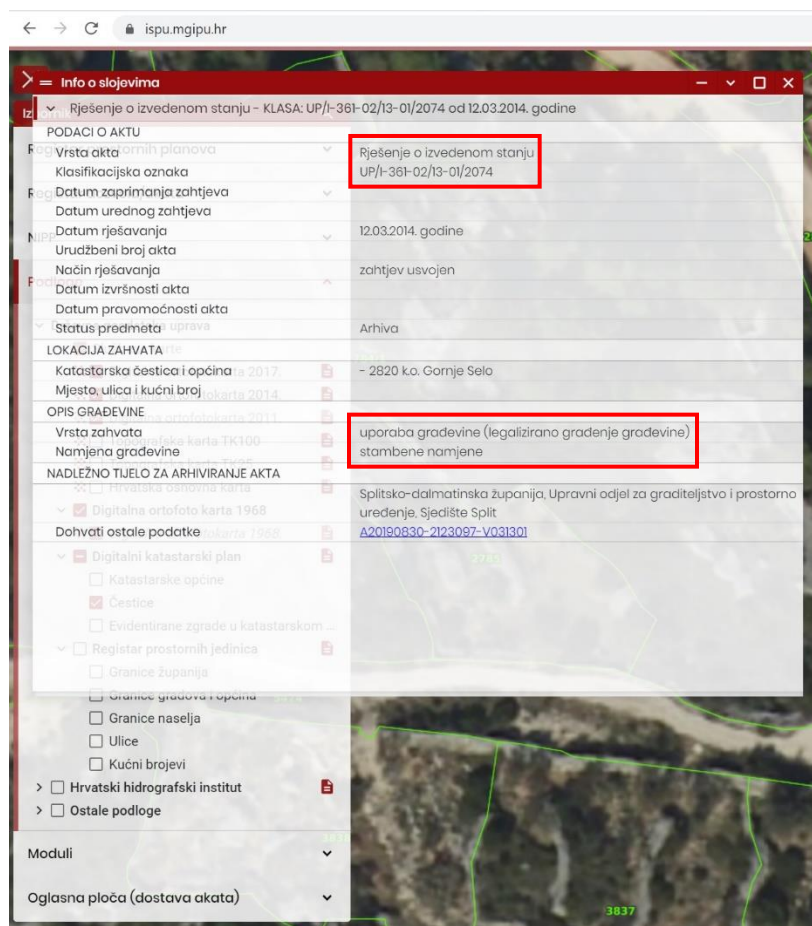 ispu.mgipu.hr
Info o slojevima
Rješenje o izvedenom stanju - KLASA: UP/I-361-02/13-01/2074 od 12.03.2014. godine
PODACI O AKTU
Vrsta akta Rješenje o izvedenom stanju
Klasifikacijska oznaka UP/I-361-02/13-01/2074
Datum zaprimanja zahtjeva
Datum urednog zahtjeva
Datum rješavanja 12.03.2014. godine
Urudžbeni broj akta
Način rješavanja zahtjev usvojen
Datum izvršnosti akta
Datum pravomoćnosti akta
Status predmeta Arhiva
LOKACIJA ZAHVATA
Katastarska čestica i općina - 2820 k.o. Gornje Selo
Mjesto, ulica i kućni broj
OPIS GRAĐEVINE
Vrsta zahvata uporaba građevine (legalizirano građenje građevine)
Namjena građevine stambene namjene
NADLEŽNO TIJELO ZA ARHIVIRANJE AKTA
Splitsko-dalmatinska županija, Upravni odjel za graditeljstvo i prostorno
uređenje, Sjedište Split
Dohvati ostale podatke A20190830-2123097-V031301
Hrvatska osnovna karta
Digitalna ortofoto karta 1968
Digitalni katastarski plan
Katastarske općine
Čestice
Evidentirane zgrade u katastarskom ...
Registar prostornih jedinica
Granice županija
Granice gradova i općina
Granice naselja
Ulice
Kućni brojevi
Hrvatski hidrografski institut
Ostale podloge
Moduli
Oglasna ploča (dostava akata)
3837